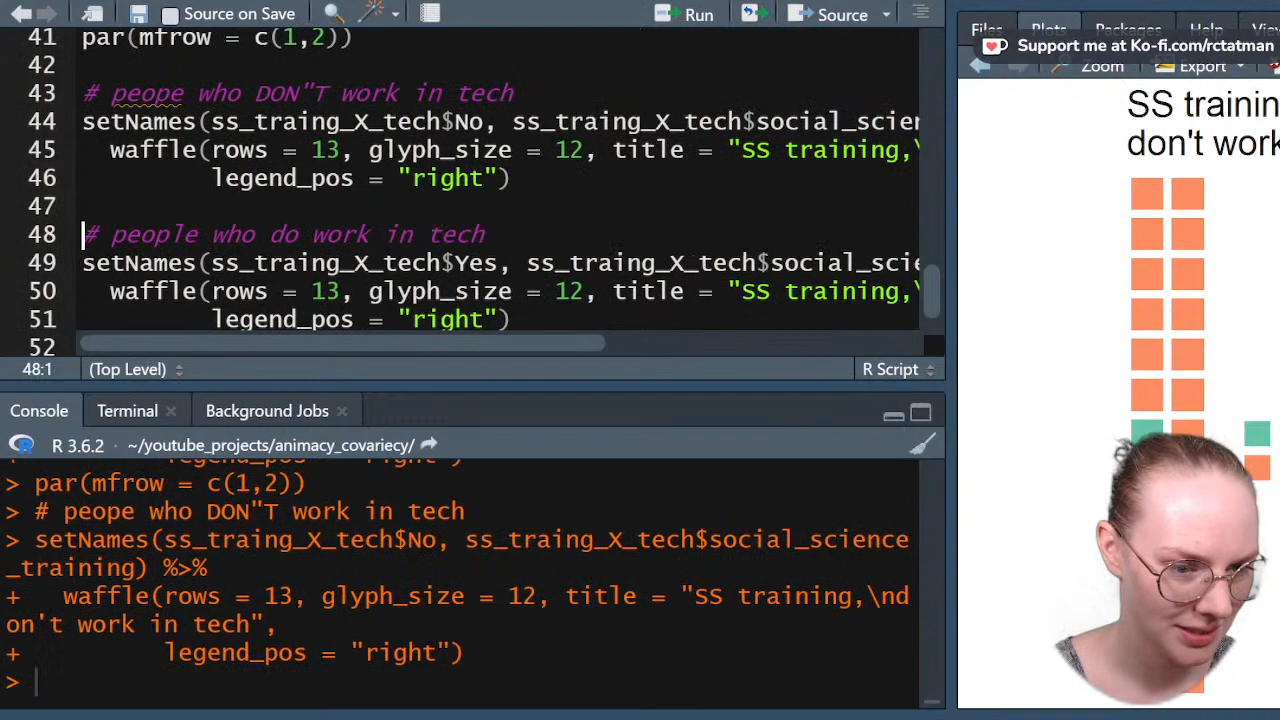 Source on Save
Run
Source
41 par(mfrow = c(1,2))
42
43 # peope who DON"T work in tech
44 setNames(ss_traing_X_tech$No, ss_traing_X_tech$social_scien
45 waffle(rows = 13, glyph_size = 12, title = "SS training,\
46 legend_pos = "right")
47
48 # people who do work in tech
49 setNames(ss_traing_X_tech$Yes, ss_traing_X_tech$social_scie
50 waffle(rows = 13, glyph_size = 12, title = "SS training,\
51 legend_pos = "right")
52
48:1 (Top Level) R Script
Console Terminal Background Jobs
R 3.6.2 · ~/youtube_projects/animacy_covariecy/
+ legend_pos = "right")
> par(mfrow = c(1,2))
> # peope who DON"T work in tech
> setNames(ss_traing_X_tech$No, ss_traing_X_tech$social_science
_training) %>%
+ waffle(rows = 13, glyph_size = 12, title = "SS training,\nd
on't work in tech",
+ legend_pos = "right")
>
Files Plots Packages Help
Support me at Ko-fi.com/rctatman
Zoom Export
SS trainin
don't work